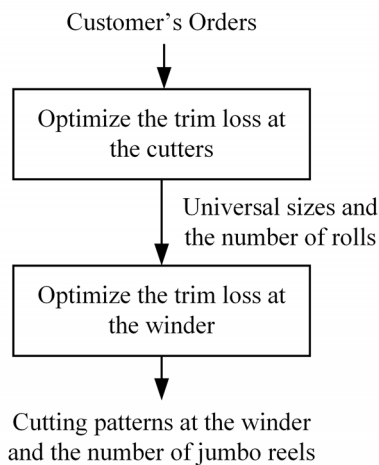 Customer's Orders
Optimize the trim loss at
the cutters
Universal sizes and
the number of rolls
Optimize the trim loss at
the winder
Cutting patterns at the winder
and the number of jumbo reels